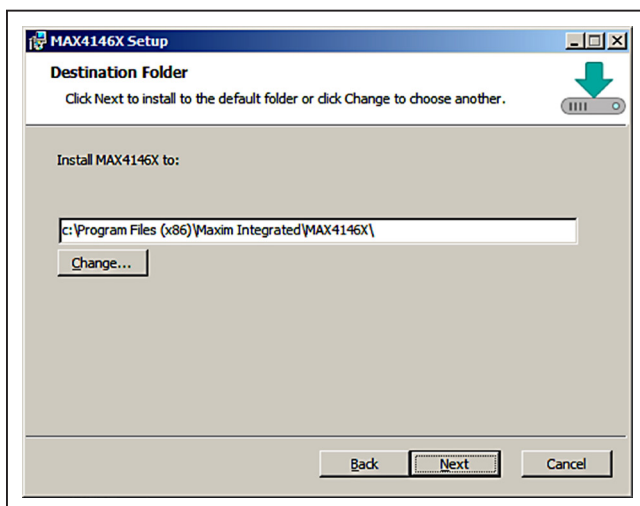 MAX4146X Setup
Destination Folder
Click Next to install to the default folder or click Change to choose another.
Install MAX4146X to:
c:\Program Files (x86)\Maxim Integrated\MAX4146X\
Change...
Back Next Cancel